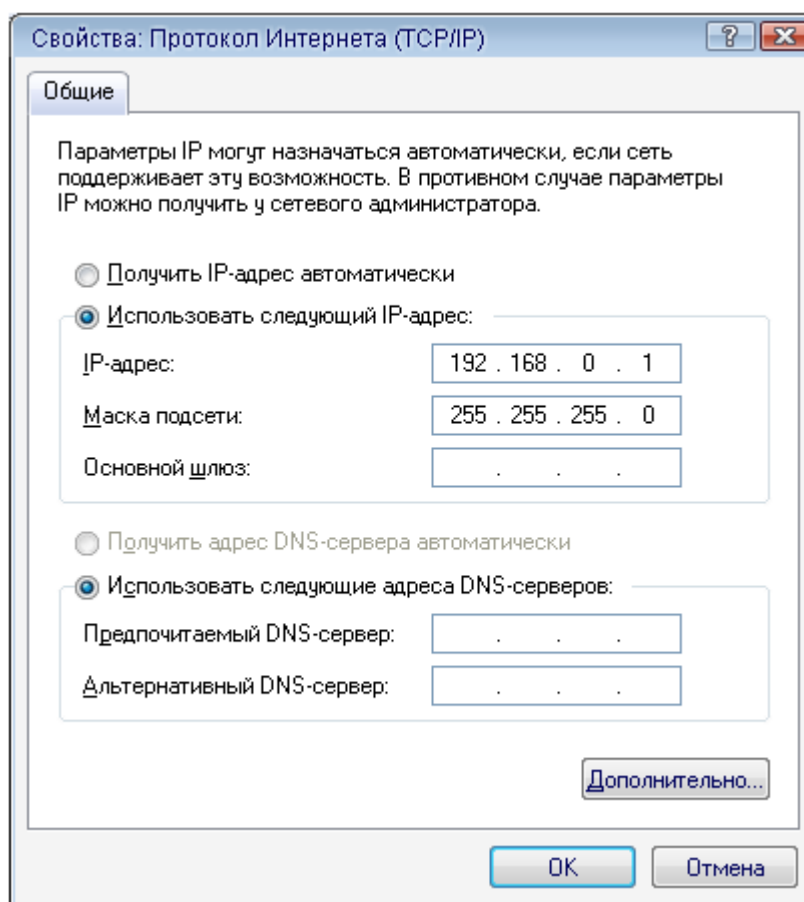 Свойства: Протокол Интернета (TCP/IP)
Общие
Параметры IP могут назначаться автоматически, если сеть
поддерживает эту возможность. В противном случае параметры
IP можно получить у сетевого администратора.
Получить IP-адрес автоматически
Использовать следующий IP-адрес:
IP-адрес: 192 . 168 . 0 . 1
Маска подсети: 255 . 255 . 255 . 0
Основной шлюз: . . .
Получить адрес DNS-сервера автоматически
Использовать следующие адреса DNS-серверов:
Предпочитаемый DNS-сервер: . . .
Альтернативный DNS-сервер: . . .
Дополнительно...
OK Отмена